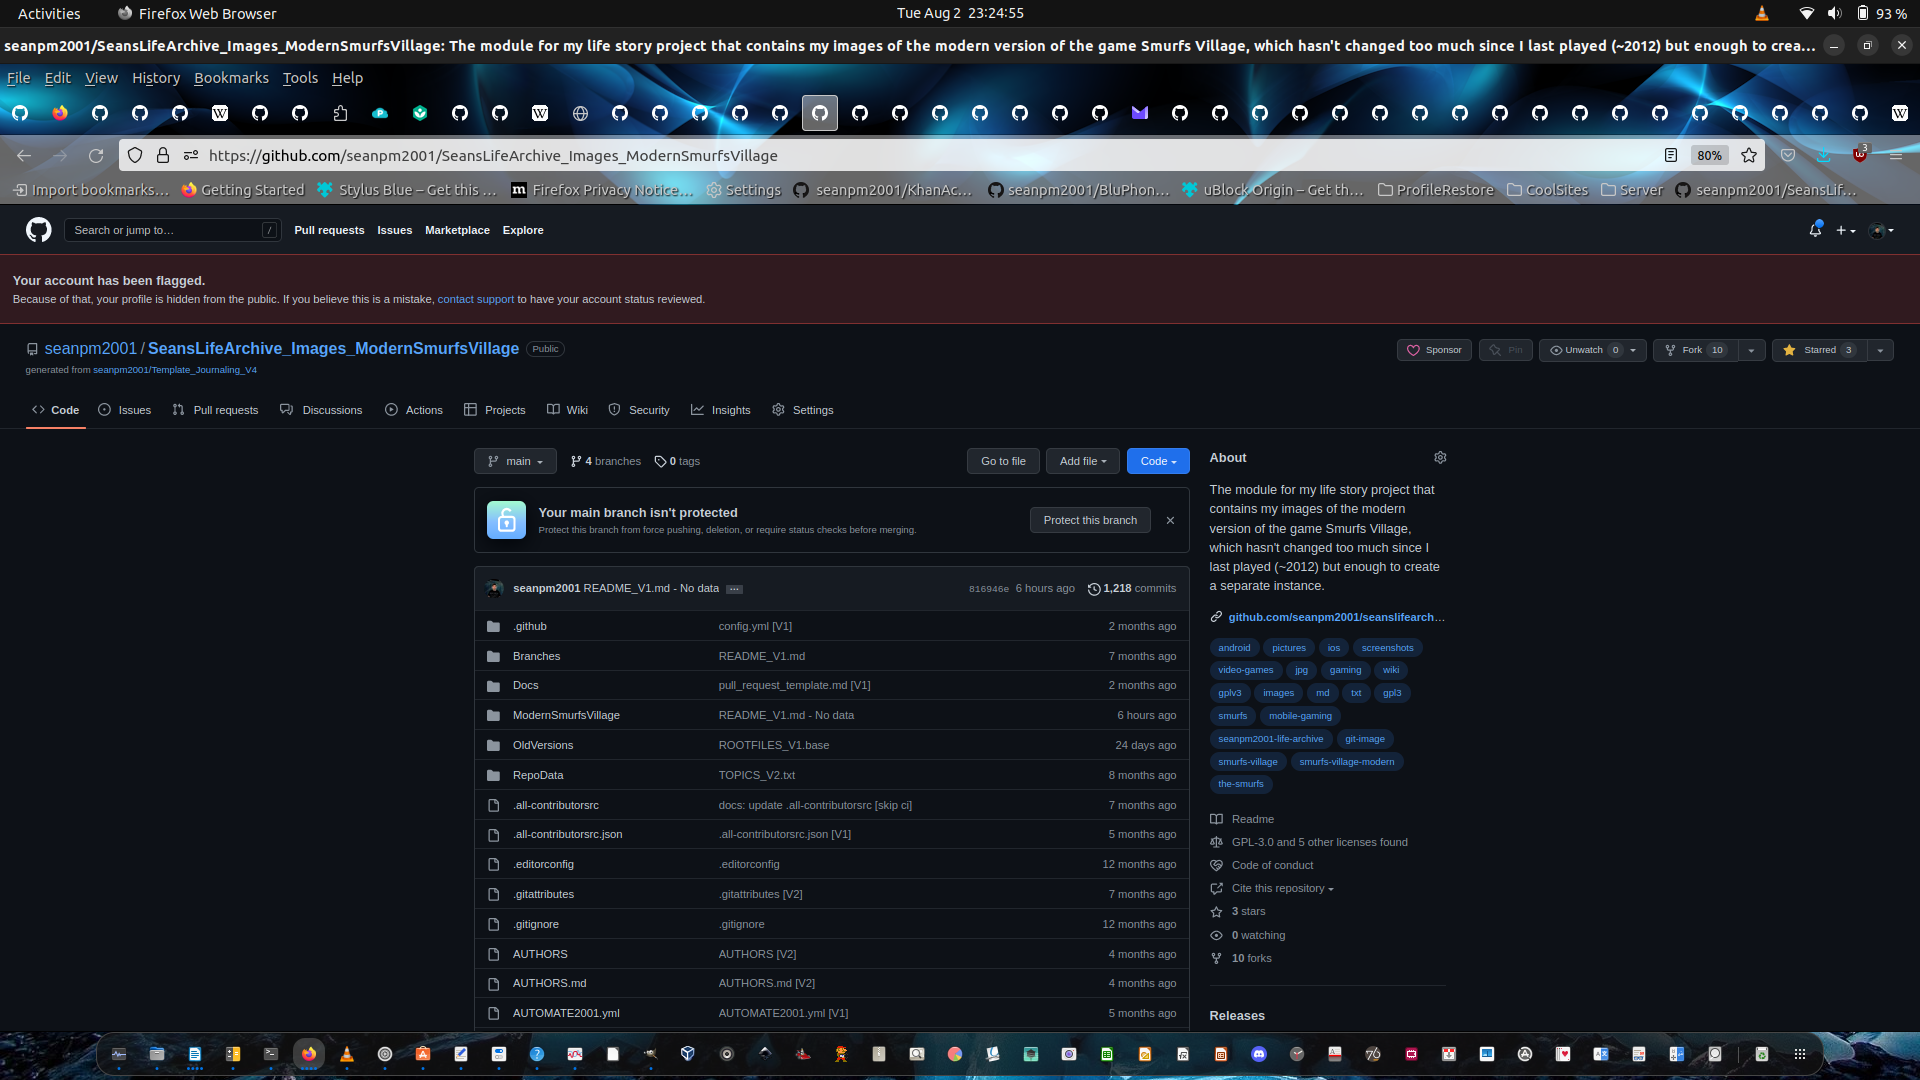 Activities
Firefox Web Browser
Tue Aug 2 23:24:55
93 %
seanpm2001/SeansLifeArchive_Images_ModernSmurfsVillage: The module for my life story project that contains my images of the modern version of the game Smurfs Village, which hasn't changed too much since I last played (~2012) but enough to crea…
File Edit View History Bookmarks Tools Help
https://github.com/seanpm2001/SeansLifeArchive_Images_ModernSmurfsVillage
80%
3
Import bookmarks…
Getting Started
Stylus Blue – Get this …
Firefox Privacy Notice…
Settings
seanpm2001/KhanAc…
seanpm2001/BluPhon…
uBlock Origin – Get th…
ProfileRestore
CoolSites
Server
seanpm2001/SeansLif…
Search or jump to…
/
Pull requests Issues Marketplace Explore
Your account has been flagged.
Because of that, your profile is hidden from the public. If you believe this is a mistake, contact support to have your account status reviewed.
seanpm2001 / SeansLifeArchive_Images_ModernSmurfsVillage Public
generated from seanpm2001/Template_Journaling_V4
Sponsor
Pin
Unwatch 0
Fork 10
Starred 3
Code
Issues
Pull requests
Discussions
Actions
Projects
Wiki
Security
Insights
Settings
main
4 branches
0 tags
Go to file
Add file
Code
Your main branch isn't protected
Protect this branch from force pushing, deletion, or require status checks before merging.
Protect this branch
seanpm2001 README_V1.md - No data … 816946e 6 hours ago 1,218 commits
.github config.yml [V1] 2 months ago
Branches README_V1.md 7 months ago
Docs pull_request_template.md [V1] 2 months ago
ModernSmurfsVillage README_V1.md - No data 6 hours ago
OldVersions ROOTFILES_V1.base 24 days ago
RepoData TOPICS_V2.txt 8 months ago
.all-contributorsrc docs: update .all-contributorsrc [skip ci] 7 months ago
.all-contributorsrc.json .all-contributorsrc.json [V1] 5 months ago
.editorconfig .editorconfig 12 months ago
.gitattributes .gitattributes [V2] 7 months ago
.gitignore .gitignore 12 months ago
AUTHORS AUTHORS [V2] 4 months ago
AUTHORS.md AUTHORS.md [V2] 4 months ago
AUTOMATE2001.yml AUTOMATE2001.yml [V1] 5 months ago
About
The module for my life story project that
contains my images of the modern
version of the game Smurfs Village,
which hasn't changed too much since I
last played (~2012) but enough to create
a separate instance.
github.com/seanpm2001/seanslifearch…
android pictures ios screenshots
video-games jpg gaming wiki
gplv3 images md txt gpl3
smurfs mobile-gaming
seanpm2001-life-archive git-image
smurfs-village smurfs-village-modern
the-smurfs
Readme
GPL-3.0 and 5 other licenses found
Code of conduct
Cite this repository
3 stars
0 watching
10 forks
Releases